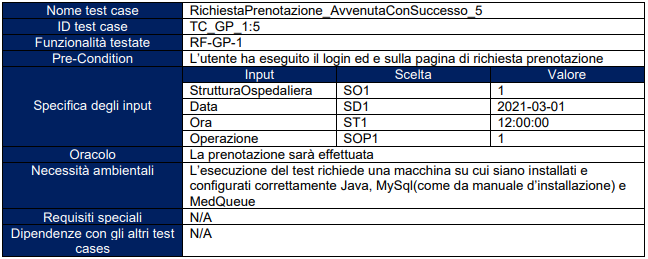 Nome test case RichiestaPrenotazione_AvvenutaConSuccesso_5
ID test case TC_GP_1:5
Funzionalità testate RF-GP-1
Pre-Condition L'utente ha eseguito il login ed e sulla pagina di richiesta prenotazione
Specifica degli input
Input Scelta Valore
StrutturaOspedaliera SO1 1
Data SD1 2021-03-01
Ora ST1 12:00:00
Operazione SOP1 1
Oracolo La prenotazione sarà effettuata
Necessità ambientali L'esecuzione del test richiede una macchina su cui siano installati e
configurati correttamente Java, MySql(come da manuale d'installazione) e
MedQueue
Requisiti speciali N/A
Dipendenze con gli altri test N/A
cases